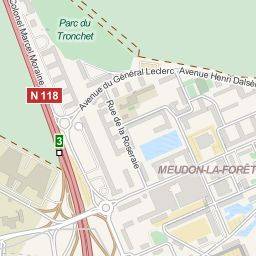 Parc du
Tronchet
Colonel Marcel Moraine
Avenue du Général Leclerc
Avenue Henri Dalsè
N 118
Rue de la Roseraie
3
MEUDON-LA-FORÊT